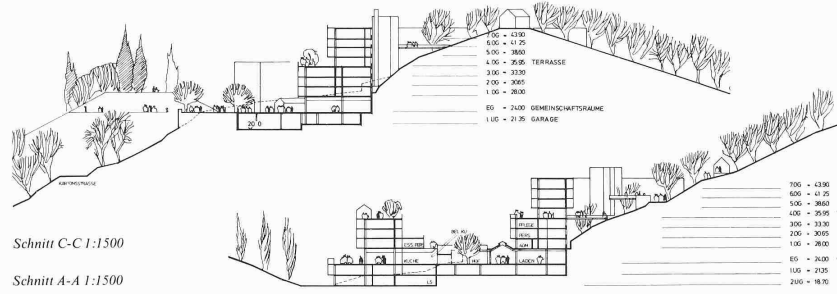 7.OG = 43.90
6.OG = 41.25
5.OG = 38.60
4.OG = 35.95 TERRASSE
3.OG = 33.30
2.OG = 30.65
1.OG = 28.00
EG = 24.00 GEMEINSCHAFTSRÄUME
1.UG = 21.35 GARAGE
KANTONSSTRASSE
Schnitt C-C 1:1500
Schnitt A-A 1:1500
ESS. PER.
KÜCHE
HOF
PFLEGE
PERS.
ADM.
LADEN
LS
7.OG = 43.90
6.OG = 41.25
5.OG = 38.60
4.OG = 35.95
3.OG = 33.30
2.OG = 30.65
1.OG = 28.00
EG = 24.00
1.UG = 21.35
2.UG = 18.70